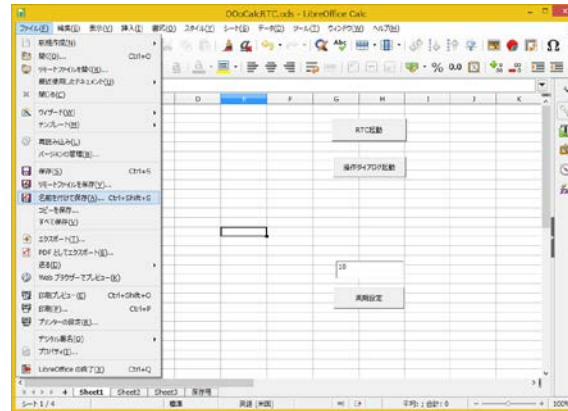 OOoCalcRTC.ods - LibreOffice Calc
ファイル(F) 編集(E) 表示(V) 挿入(I) 書式(O) スタイル(Z) シート(S) データ(D) ツール(T) ウィンドウ(W) ヘルプ(H)
新規作成(N)
開く(O)... Ctrl+O
リモートファイルを開く(R)...
最近使用したドキュメント(U)
閉じる(C)
ウィザード(W)
テンプレート(M)
再読み込み(L)
バージョンの管理(R)...
保存(S) Ctrl+S
リモートファイルを保存(V)...
名前を付けて保存(A)... Ctrl+Shift+S
コピーを保存...
すべて保存(V)
エクスポート(T)...
PDF としてエクスポート(E)...
送る(D)
Web ブラウザーでプレビュー(K)
印刷プレビュー(E) Ctrl+Shift+O
印刷(P)... Ctrl+P
プリンターの設定(R)...
デジタル署名(G)
プロパティ(I)...
LibreOffice の終了(X) Ctrl+Q
% 0.0
D E F G H I J K
RTC起動
操作ダイアログ起動
10
周期設定
Sheet1 Sheet2 Sheet3 保存用
シート 1 / 4 標準 英語 (米国) 平均: ; 合計: 0 100%